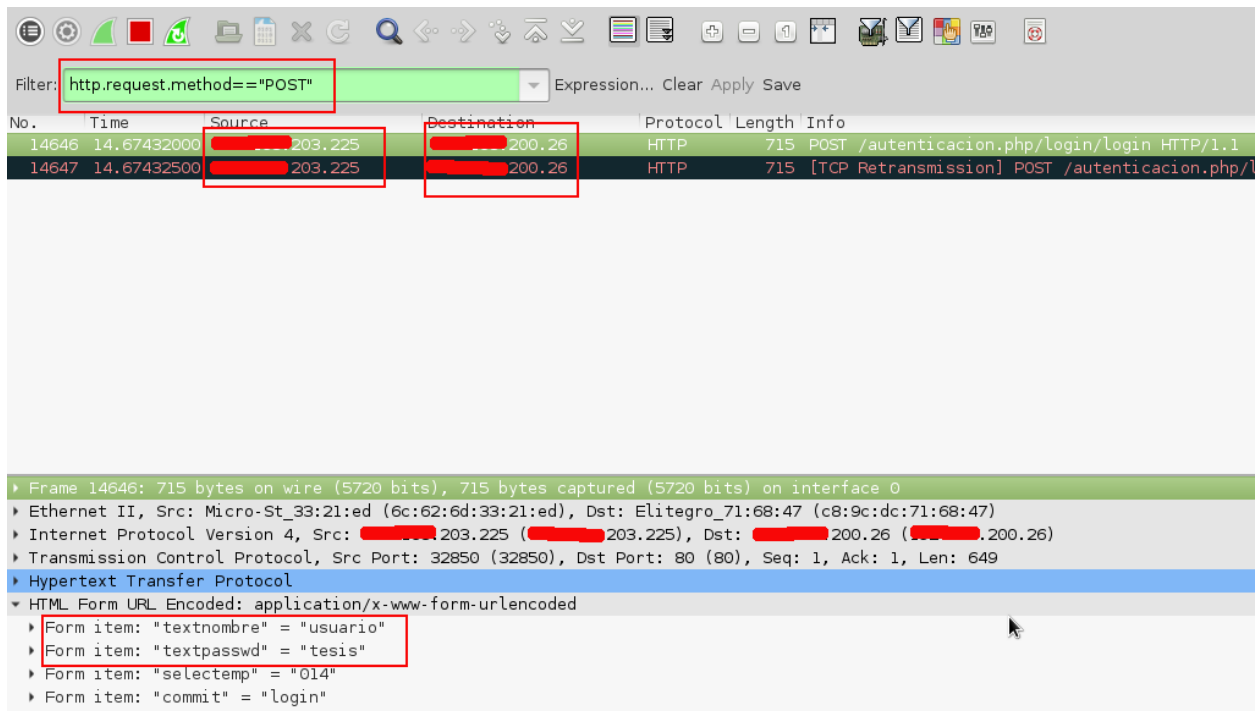 Filter: http.request.method=="POST" Expression... Clear Apply Save
No. Time Source Destination Protocol Length Info
14646 14.67432000 203.225 200.26 HTTP 715 POST /autenticacion.php/login/login HTTP/1.1
14647 14.67432500 203.225 200.26 HTTP 715 [TCP Retransmission] POST /autenticacion.php/l
Frame 14646: 715 bytes on wire (5720 bits), 715 bytes captured (5720 bits) on interface 0
Ethernet II, Src: Micro-St_33:21:ed (6c:62:6d:33:21:ed), Dst: Elitegro_71:68:47 (c8:9c:dc:71:68:47)
Internet Protocol Version 4, Src: 203.225 ( 203.225), Dst: 200.26 ( .200.26)
Transmission Control Protocol, Src Port: 32850 (32850), Dst Port: 80 (80), Seq: 1, Ack: 1, Len: 649
Hypertext Transfer Protocol
HTML Form URL Encoded: application/x-www-form-urlencoded
Form item: "textnombre" = "usuario"
Form item: "textpasswd" = "tesis"
Form item: "selectemp" = "014"
Form item: "commit" = "login"